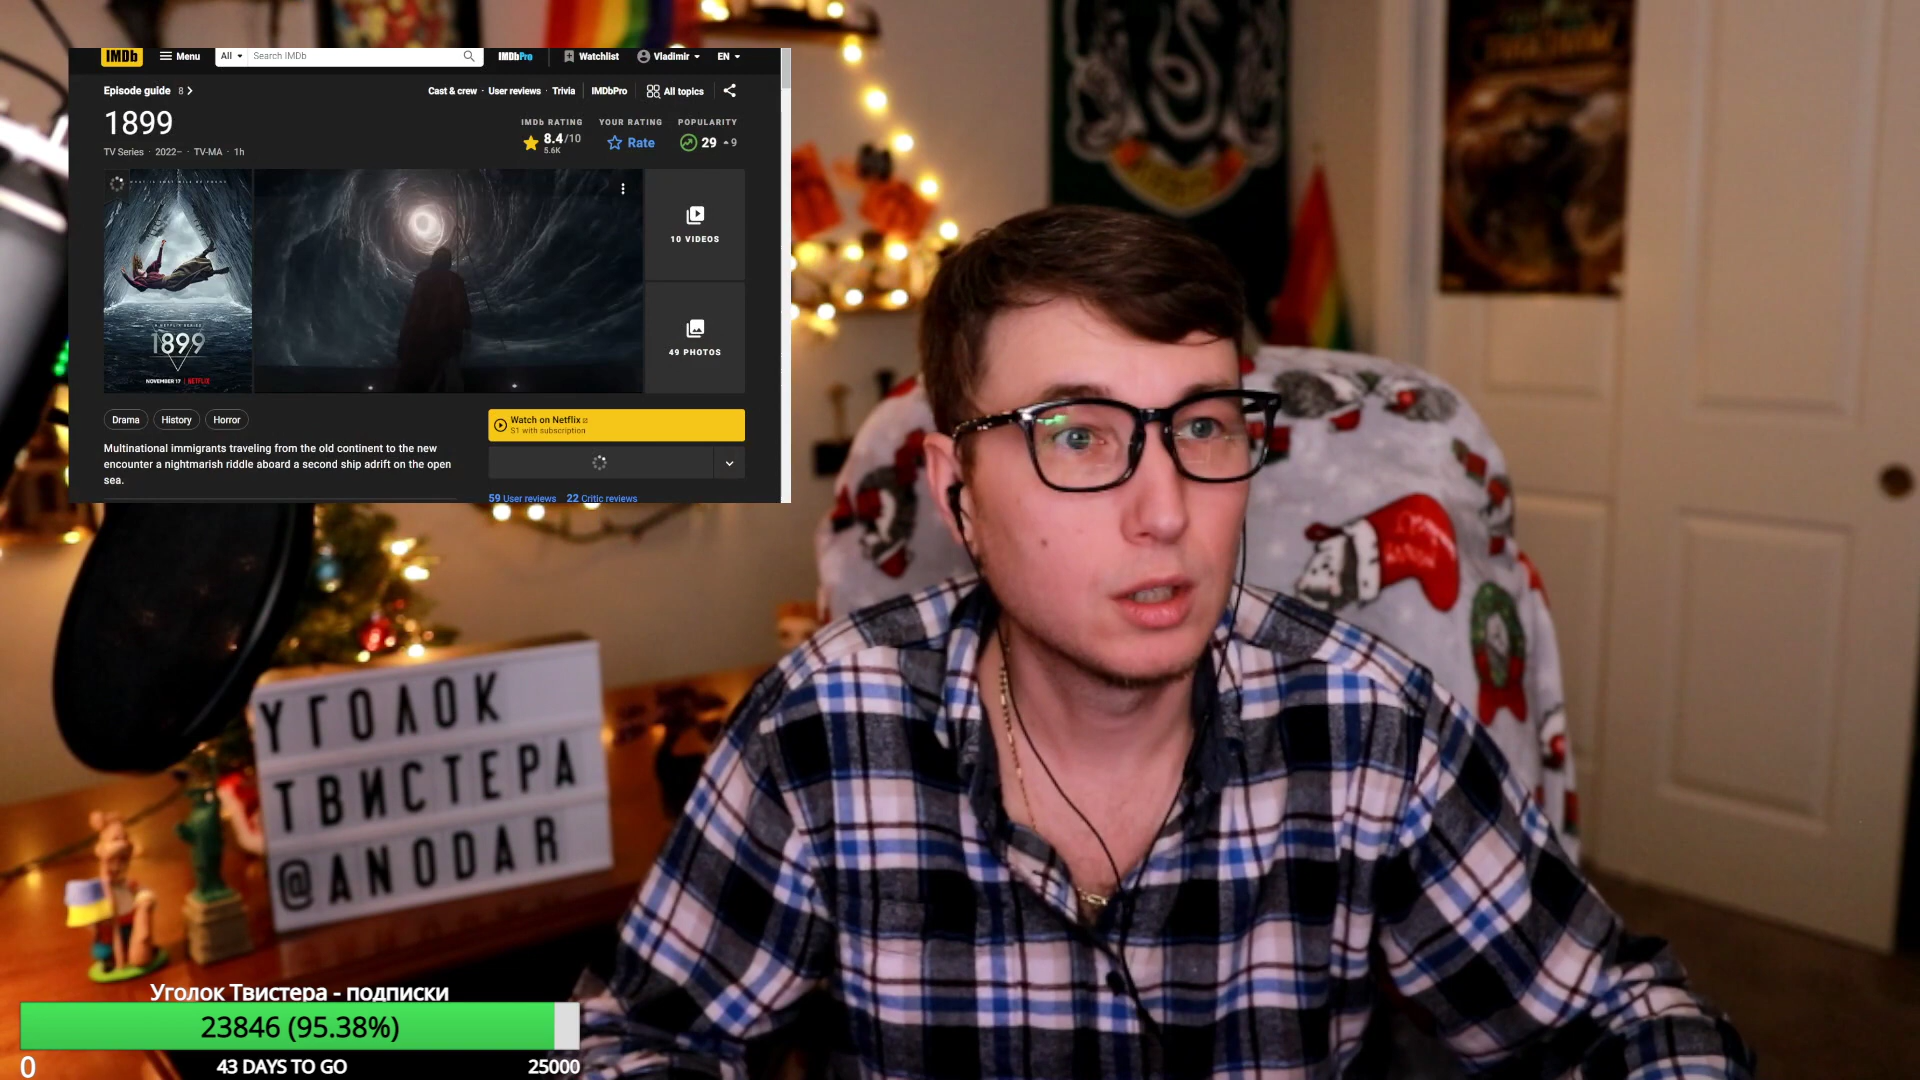 IMDb Menu All Search IMDb IMDbPro Watchlist Vladimir EN
Episode guide 8 Cast & crew · User reviews · Trivia IMDbPro All topics
1899
TV Series · 2022– · TV-MA · 1h
IMDb RATING YOUR RATING POPULARITY
8.4/10 Rate 29 9
5.6K
10 VIDEOS
49 PHOTOS
A NETFLIX SERIES
1899
NOVEMBER 17 | NETFLIX
Drama History Horror
Watch on Netflix
S1 with subscription
Multinational immigrants traveling from the old continent to the new
encounter a nightmarish riddle aboard a second ship adrift on the open
sea.
59 User reviews 22 Critic reviews
УГОЛОК
ТВИСТЕРА
@ANODAR
Уголок Твистера - подписки
23846 (95.38%)
0 43 DAYS TO GO 25000